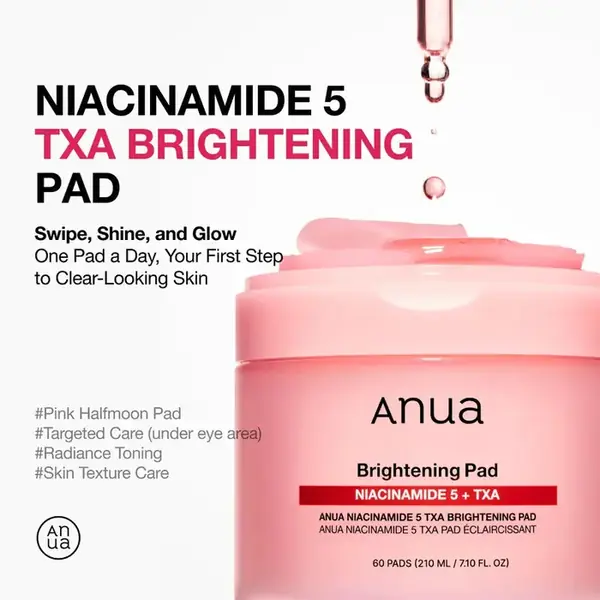 NIACINAMIDE 5
TXA BRIGHTENING
PAD
Swipe, Shine, and Glow
One Pad a Day, Your First Step
to Clear-Looking Skin
#Pink Halfmoon Pad
#Targeted Care (under eye area)
#Radiance Toning
#Skin Texture Care
An
ua
Anua
Brightening Pad
NIACINAMIDE 5 + TXA
ANUA NIACINAMIDE 5 TXA BRIGHTENING PAD
ANUA NIACINAMIDE 5 TXA PAD ÉCLAIRCISSANT
60 PADS (210 ML / 7.10 FL. OZ)